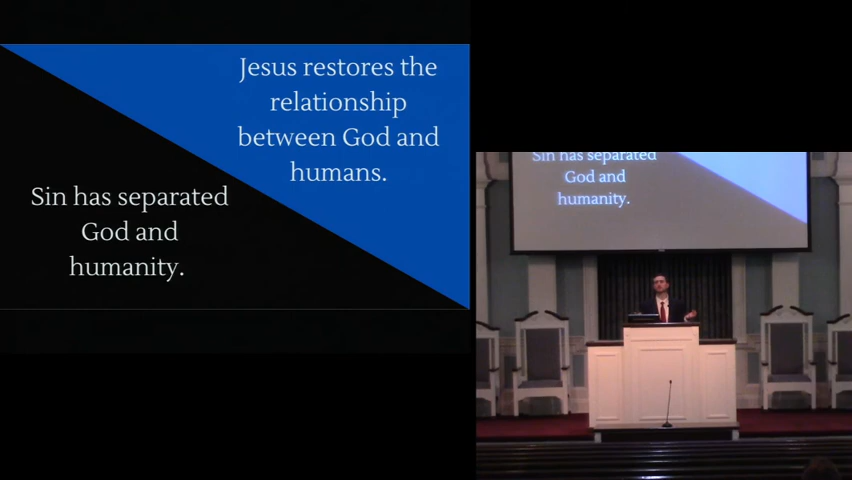 Jesus restores the
relationship
between God and
humans.
Sin has separated
God and
humanity.
Sin has separated
God and
humanity.